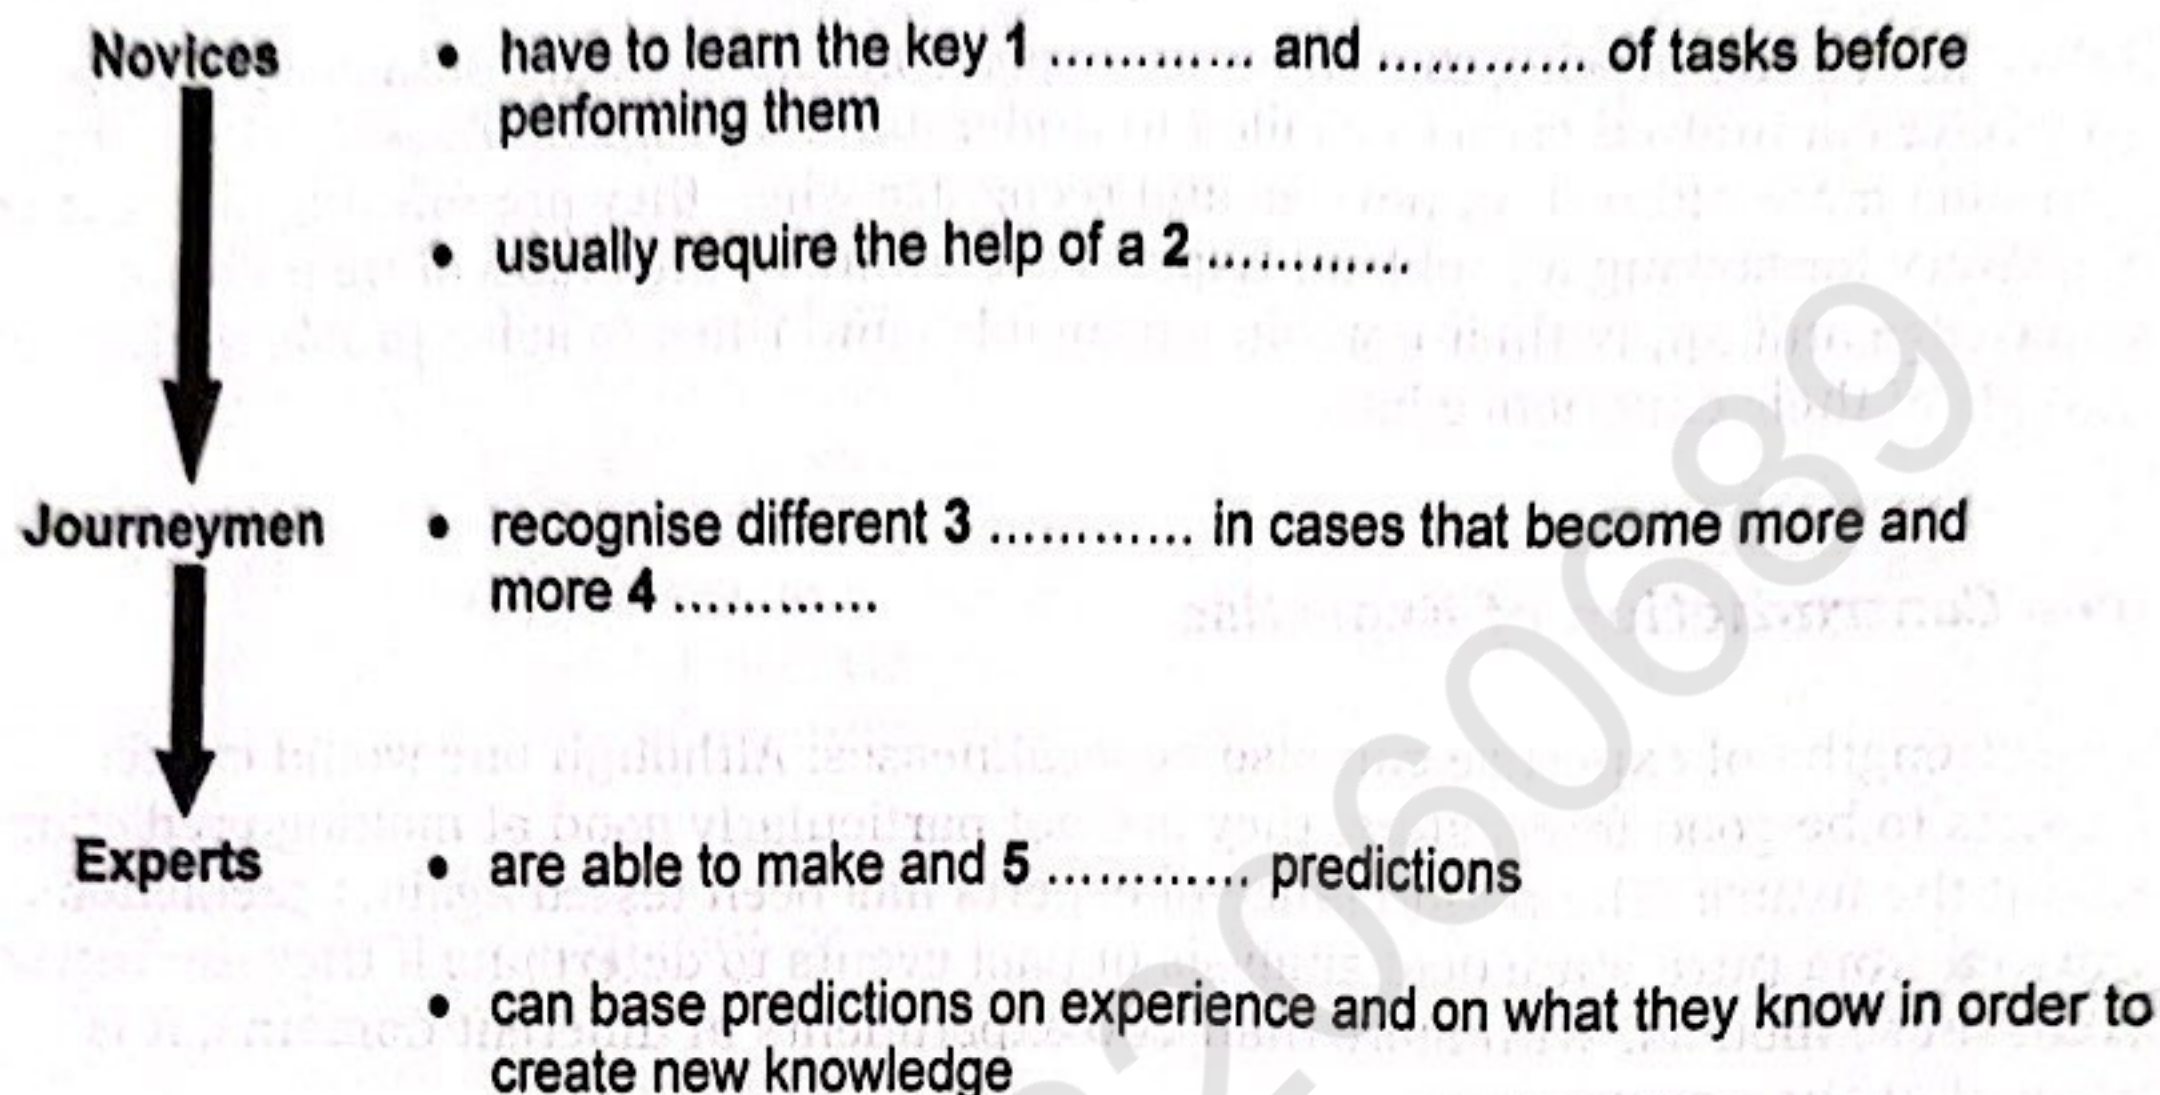 Novices • have to learn the key 1 ............ and ............ of tasks before
performing them
• usually require the help of a 2 ............
Journeymen • recognise different 3 ............ in cases that become more and
more 4 ............
Experts • are able to make and 5 ............ predictions
• can base predictions on experience and on what they know in order to
create new knowledge
2060689